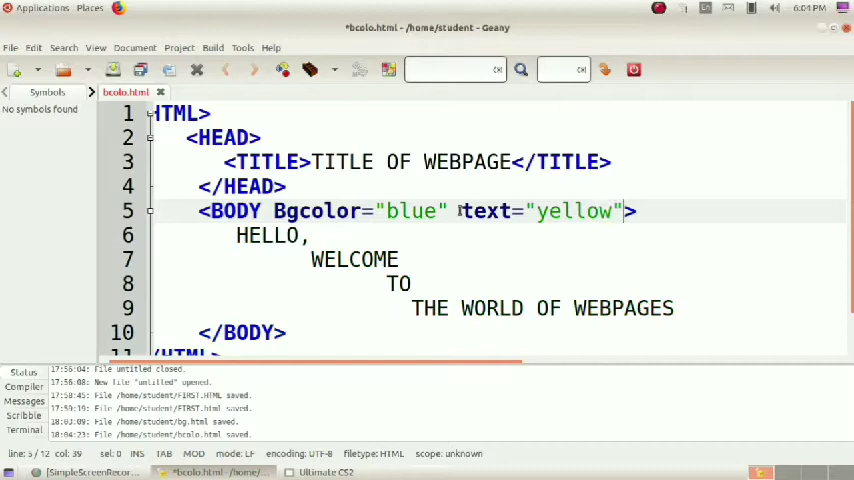 Applications Places En 6:04 PM
*bcolo.html - /home/student - Geany
File Edit Search View Document Project Build Tools Help
Symbols bcolo.html
No symbols found
1 HTML>
2 <HEAD>
3 <TITLE>TITLE OF WEBPAGE</TITLE>
4 </HEAD>
5 <BODY Bgcolor="blue" text="yellow">
6 HELLO,
7 WELCOME
8 TO
9 THE WORLD OF WEBPAGES
10 </BODY>
11 </HTML>
Status 17:56:04: File untitled closed.
17:56:08: New file "untitled" opened.
Compiler
17:58:45: File /home/student/FIRST.HTML saved.
Messages
17:59:19: File /home/student/FIRST.html saved.
Scribble
18:03:09: File /home/student/bg.html saved.
Terminal 18:04:23: File /home/student/bcolo.html saved.
line: 5 / 12 col: 39 sel: 0 INS TAB MOD mode: LF encoding: UTF-8 filetype: HTML scope: unknown
[SimpleScreenRecor... *bcolo.html - /home/... Ultimate CS2